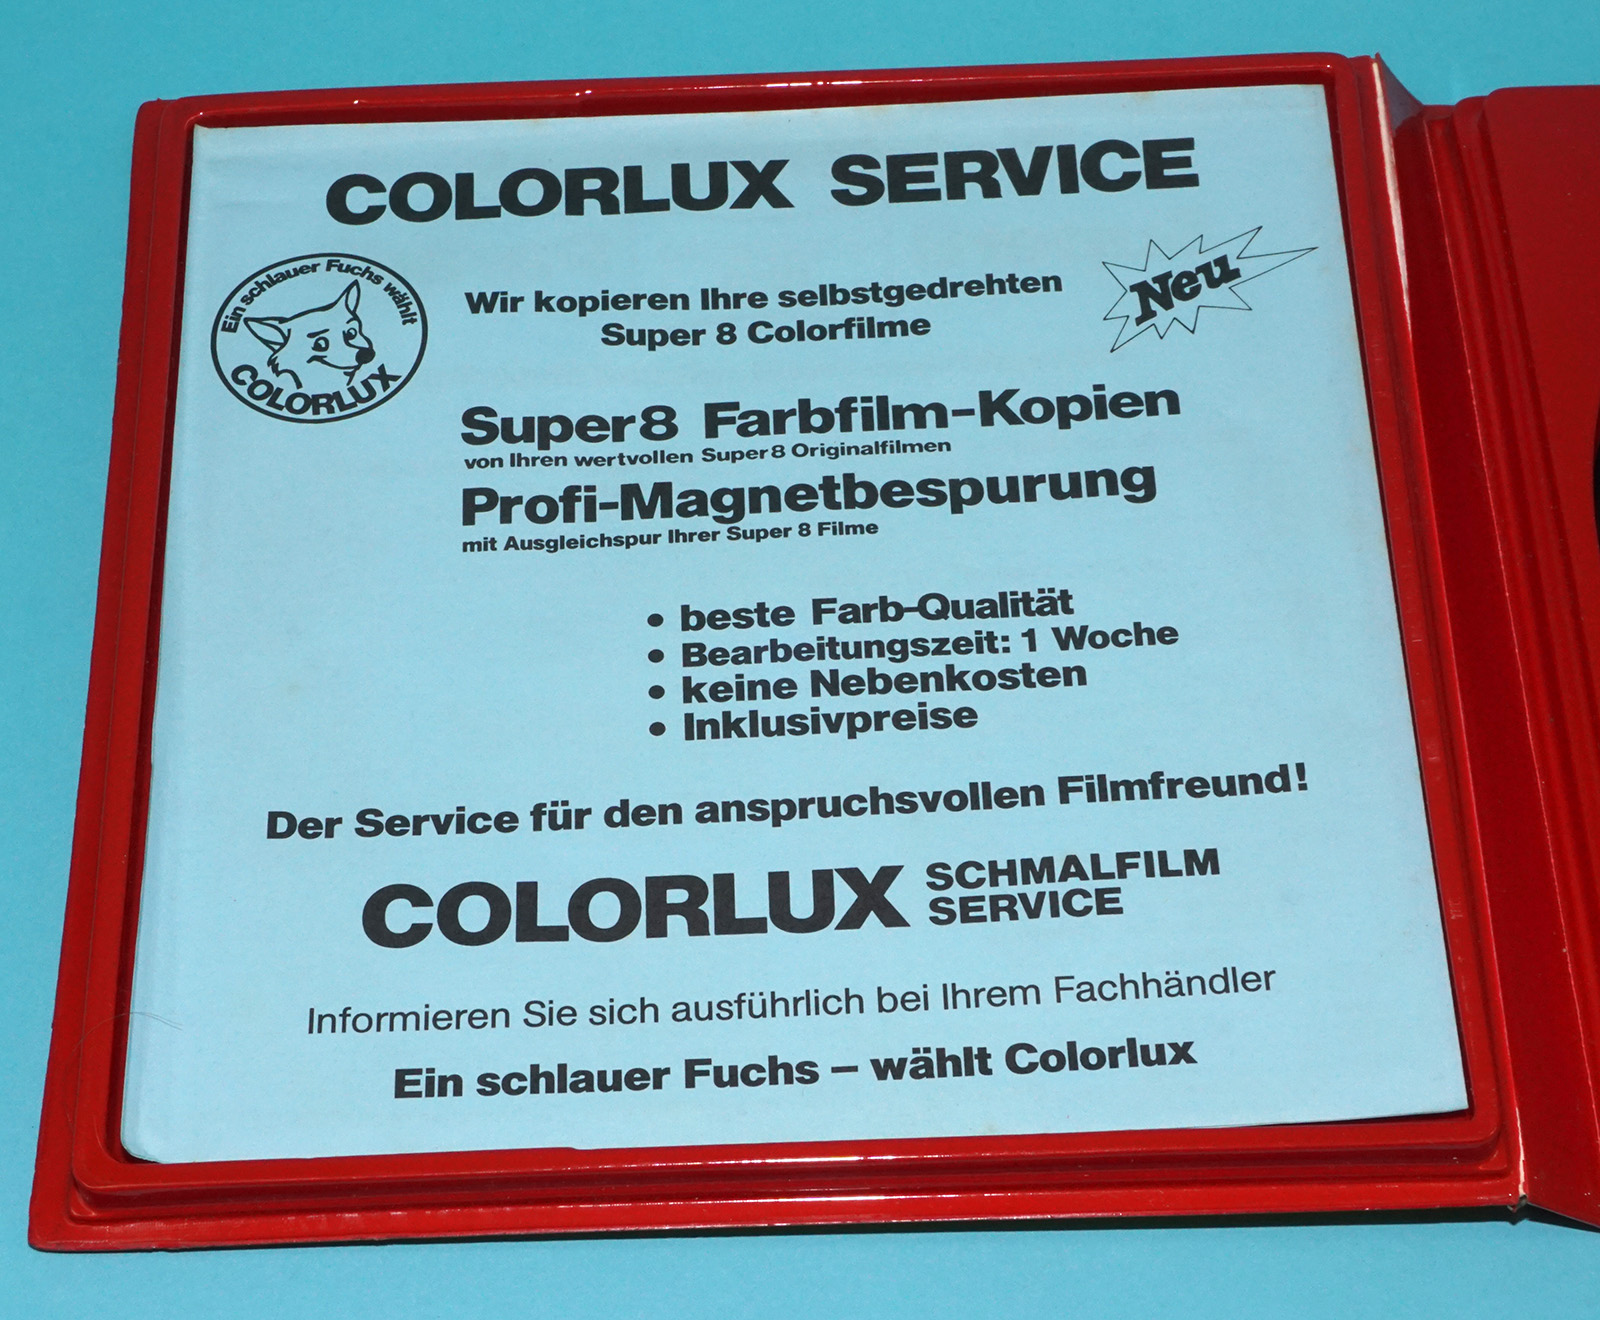 COLORLUX SERVICE
Ein schlauer Fuchs wählt
COLORLUX
Wir kopieren Ihre selbstgedrehten
Super 8 Colorfilme
Neu
Super8 Farbfilm-Kopien
von Ihren wertvollen Super8 Originalfilmen
Profi-Magnetbespurung
mit Ausgleichspur Ihrer Super 8 Filme
• beste Farb-Qualität
• Bearbeitungszeit: 1 Woche
• keine Nebenkosten
• Inklusivpreise
Der Service für den anspruchsvollen Filmfreund!
COLORLUX SCHMALFILM
SERVICE
Informieren Sie sich ausführlich bei Ihrem Fachhändler
Ein schlauer Fuchs – wählt Colorlux